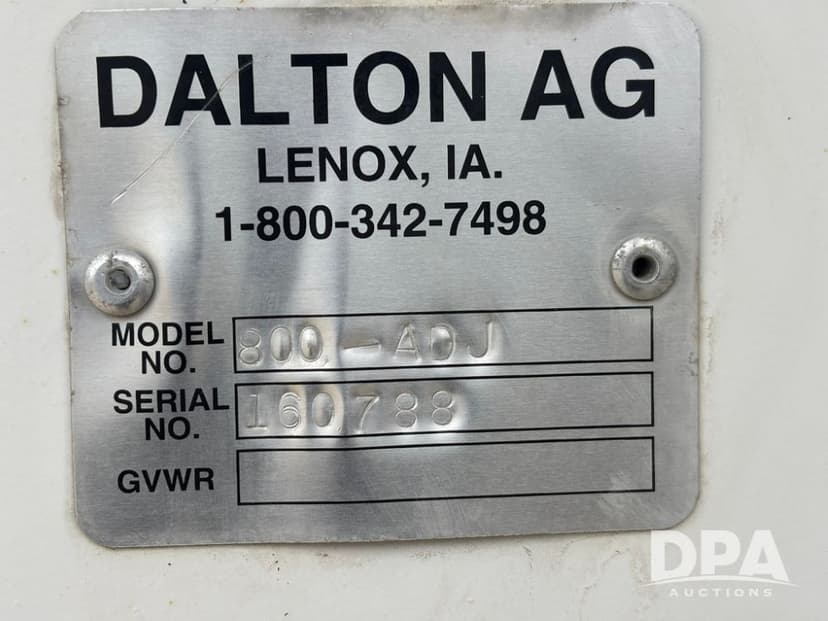 DALTON AG
LENOX, IA.
1-800-342-7498
MODEL NO. 800-ADJ
SERIAL NO. 160788
GVWR
DPA
AUCTIONS